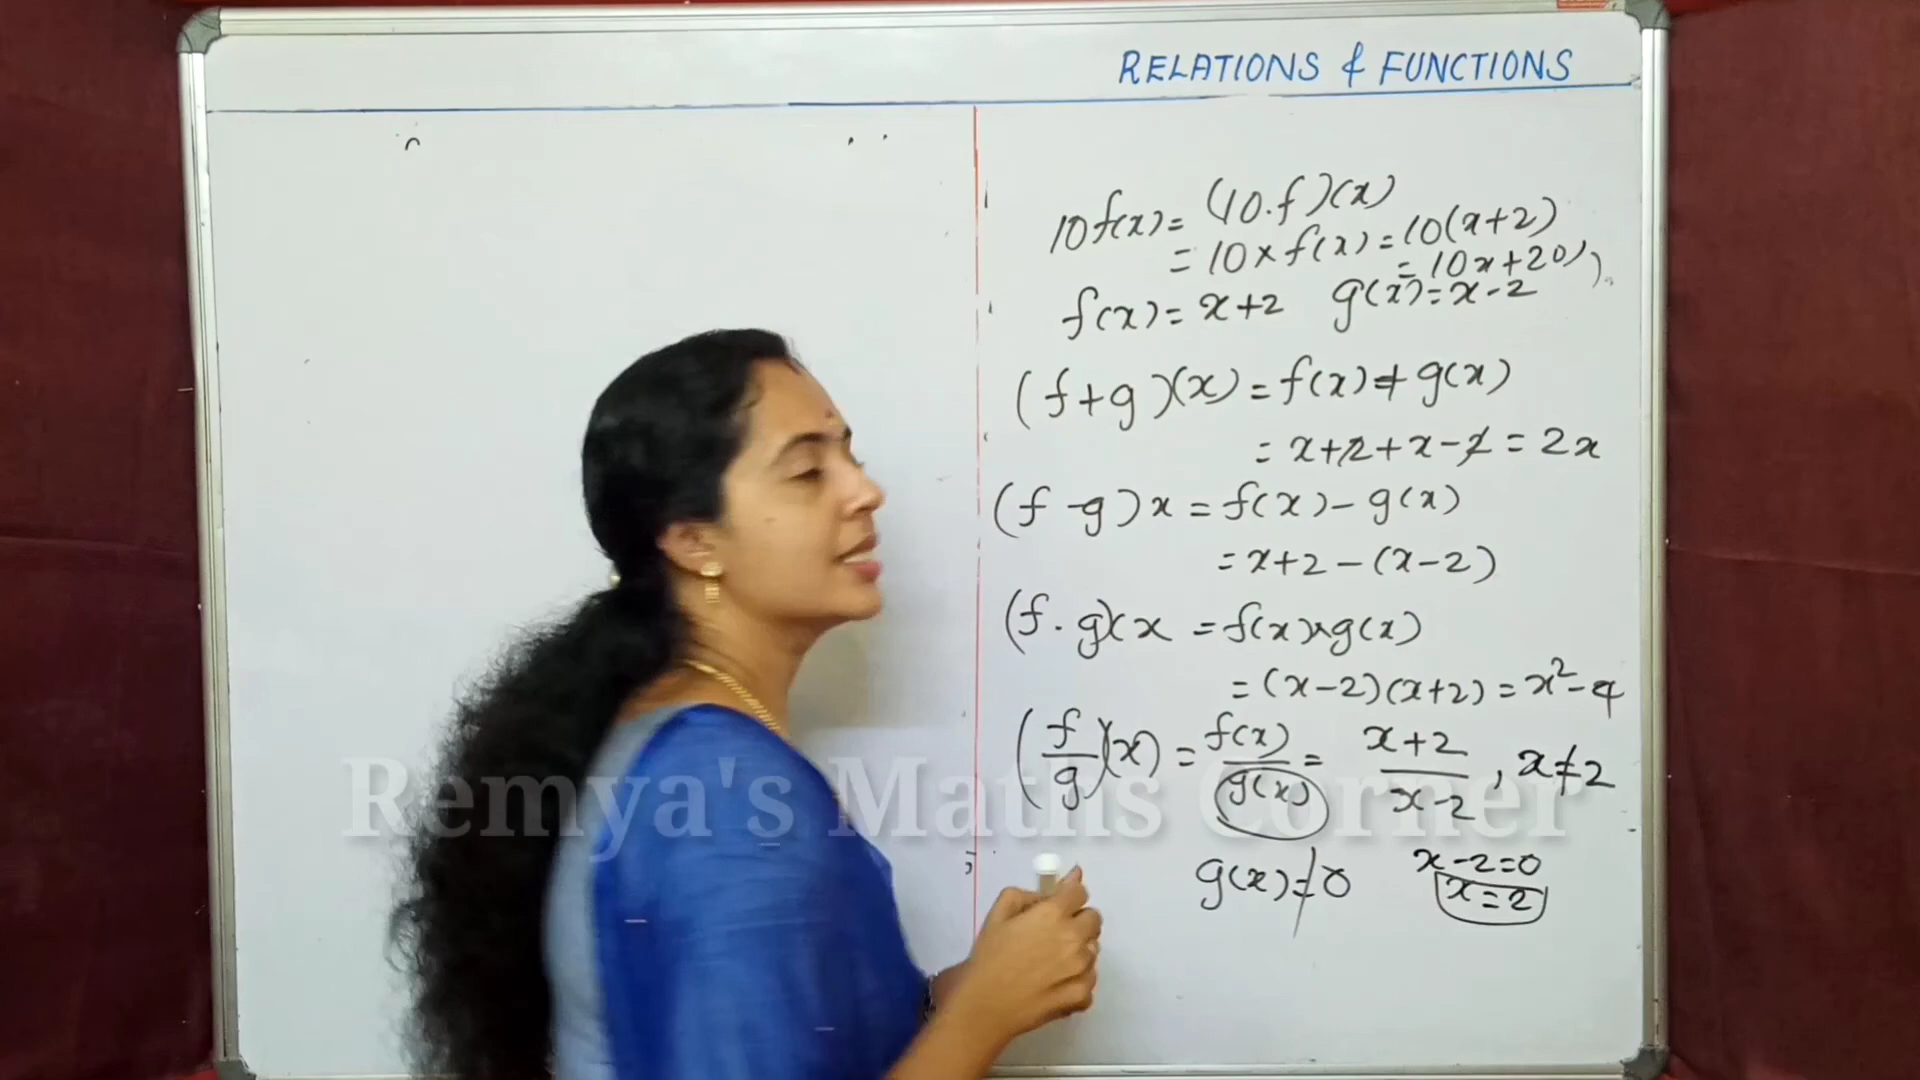 RELATIONS & FUNCTIONS
10f(x) = (10.f)(x)
= 10×f(x) = 10(x+2)
= 10x+20
f(x) = x+2 g(x) = x-2
(f+g)(x) = f(x)+g(x)
= x+2+x-2 = 2x
(f-g)x = f(x)-g(x)
= x+2-(x-2)
(f.g)(x = f(x)×g(x)
= (x-2)(x+2) = x²-4
(f/g)(x) = f(x)/g(x) = x+2/x-2, x≠2
g(x)≠0 x-2=0
x=2
Remya's Maths Corner